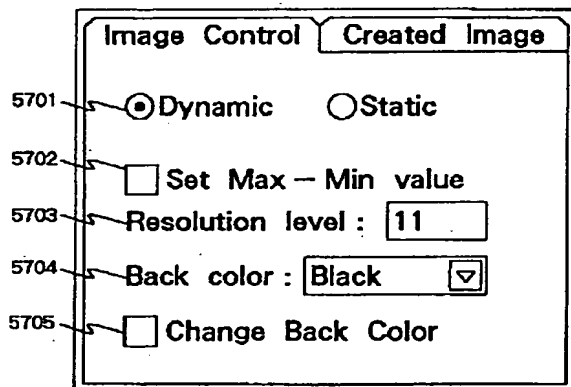 Image Control Created Image
5701 Dynamic Static
5702 Set Max-Min value
5703 Resolution level : 11
5704 Back color : Black
5705 Change Back Color